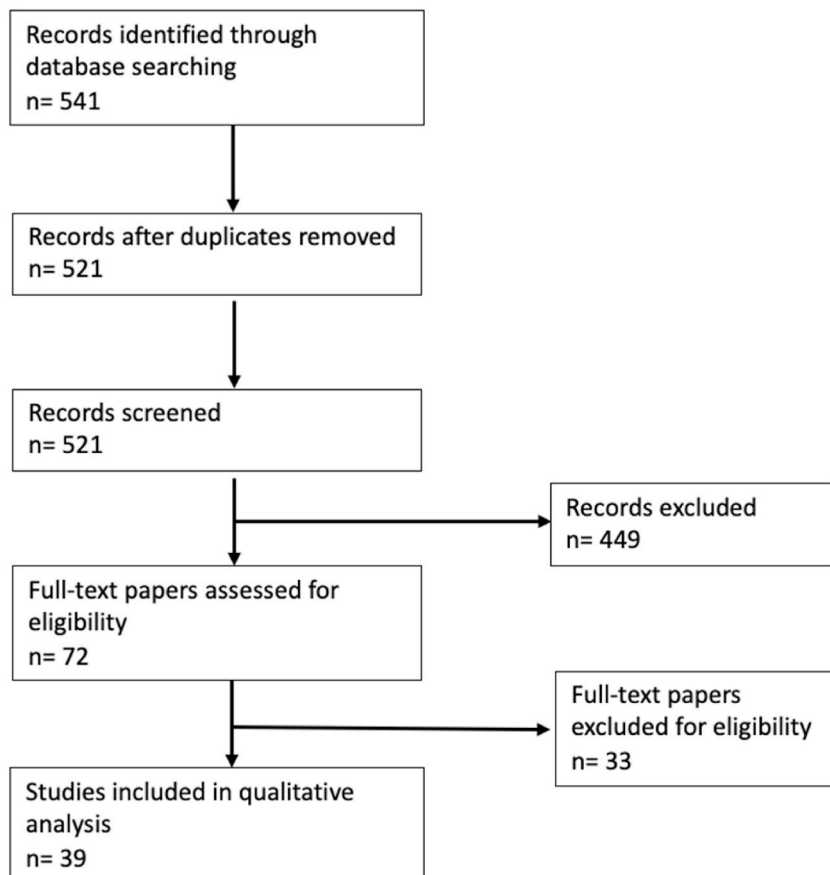 Records identified through
database searching
n= 541
Records after duplicates removed
n= 521
Records screened
n= 521
Records excluded
n= 449
Full-text papers assessed for
eligibility
n= 72
Full-text papers
excluded for eligibility
n= 33
Studies included in qualitative
analysis
n= 39